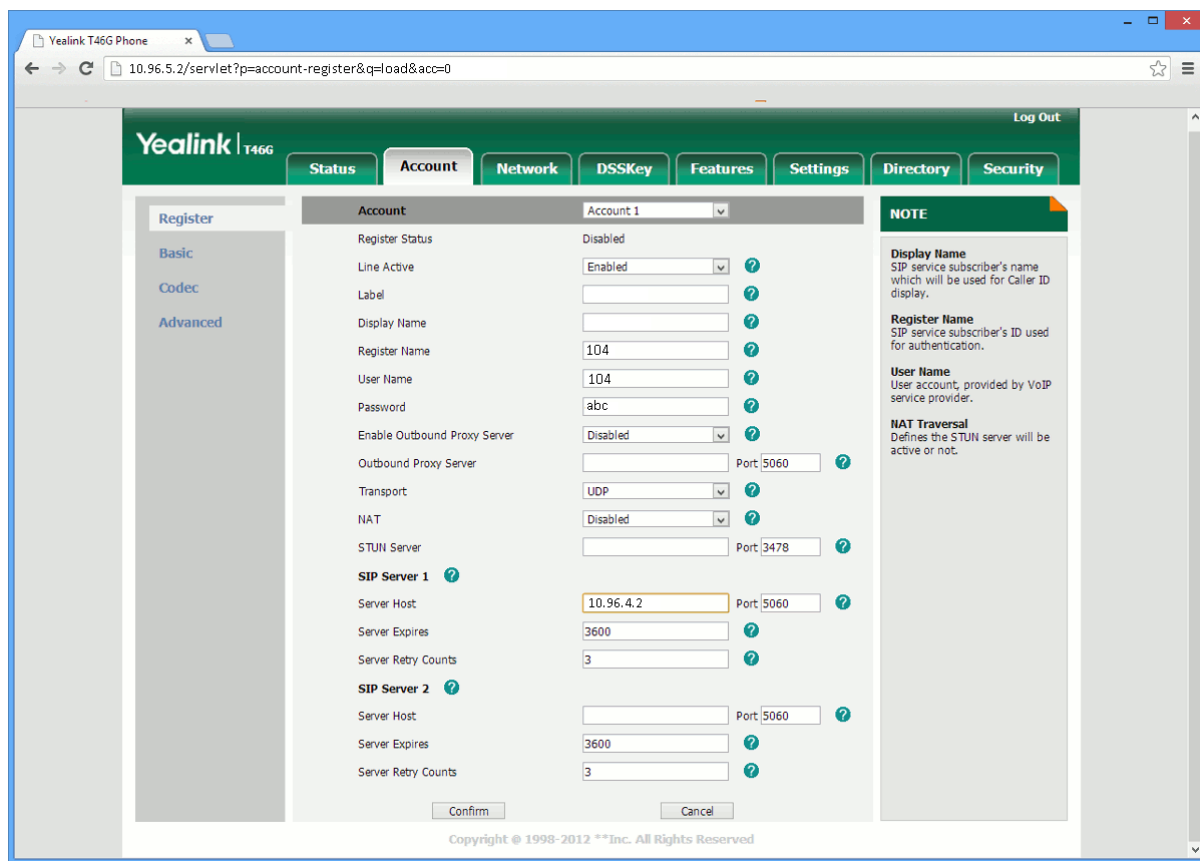 Yealink T46G Phone
10.96.5.2/servlet?p=account-register&q=load&acc=0
Log Out
Yealink T46G
Status Account Network DSSKey Features Settings Directory Security
Register
Basic
Codec
Advanced
Account Account 1
Register Status Disabled
Line Active Enabled
Label
Display Name
Register Name 104
User Name 104
Password abc
Enable Outbound Proxy Server Disabled
Outbound Proxy Server Port 5060
Transport UDP
NAT Disabled
STUN Server Port 3478
SIP Server 1
Server Host 10.96.4.2 Port 5060
Server Expires 3600
Server Retry Counts 3
SIP Server 2
Server Host Port 5060
Server Expires 3600
Server Retry Counts 3
Confirm Cancel
NOTE
Display Name
SIP service subscriber's name
which will be used for Caller ID
display.
Register Name
SIP service subscriber's ID used
for authentication.
User Name
User account, provided by VoIP
service provider.
NAT Traversal
Defines the STUN server will be
active or not.
Copyright © 1998-2012 **Inc. All Rights Reserved